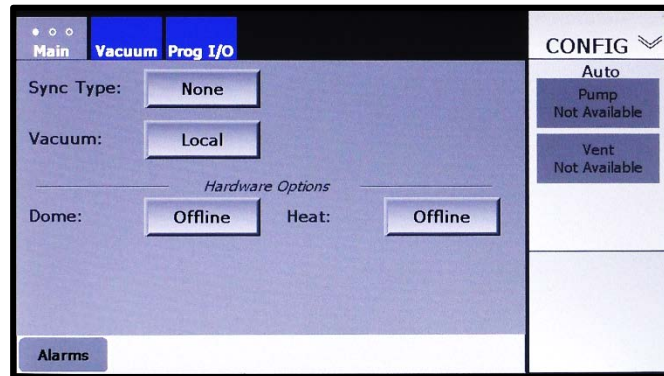 Main Vacuum Prog I/O
CONFIG
Sync Type: None
Vacuum: Local
Hardware Options
Dome: Offline Heat: Offline
Alarms
Auto
Pump
Not Available
Vent
Not Available